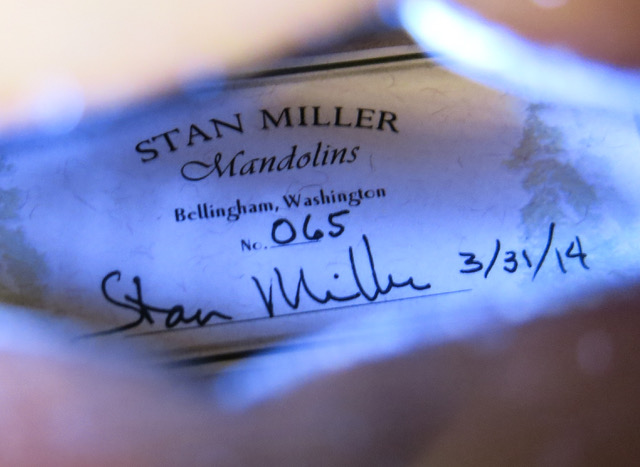 STAN MILLER
Mandolins
Bellingham, Washington
No. 065
Stan Miller 3/31/14